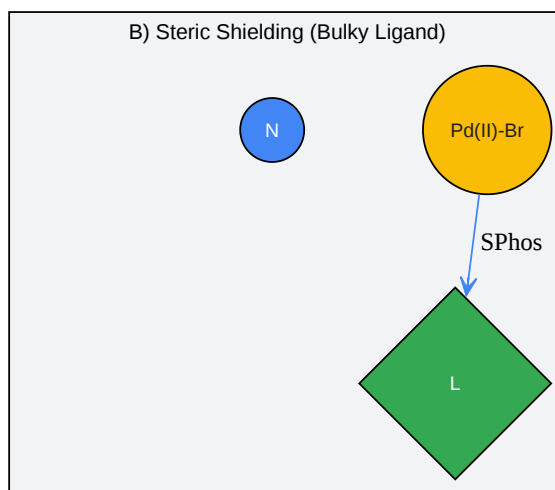 B) Steric Shielding (Bulky Ligand)
N
Pd(II)-Br
SPhos
L